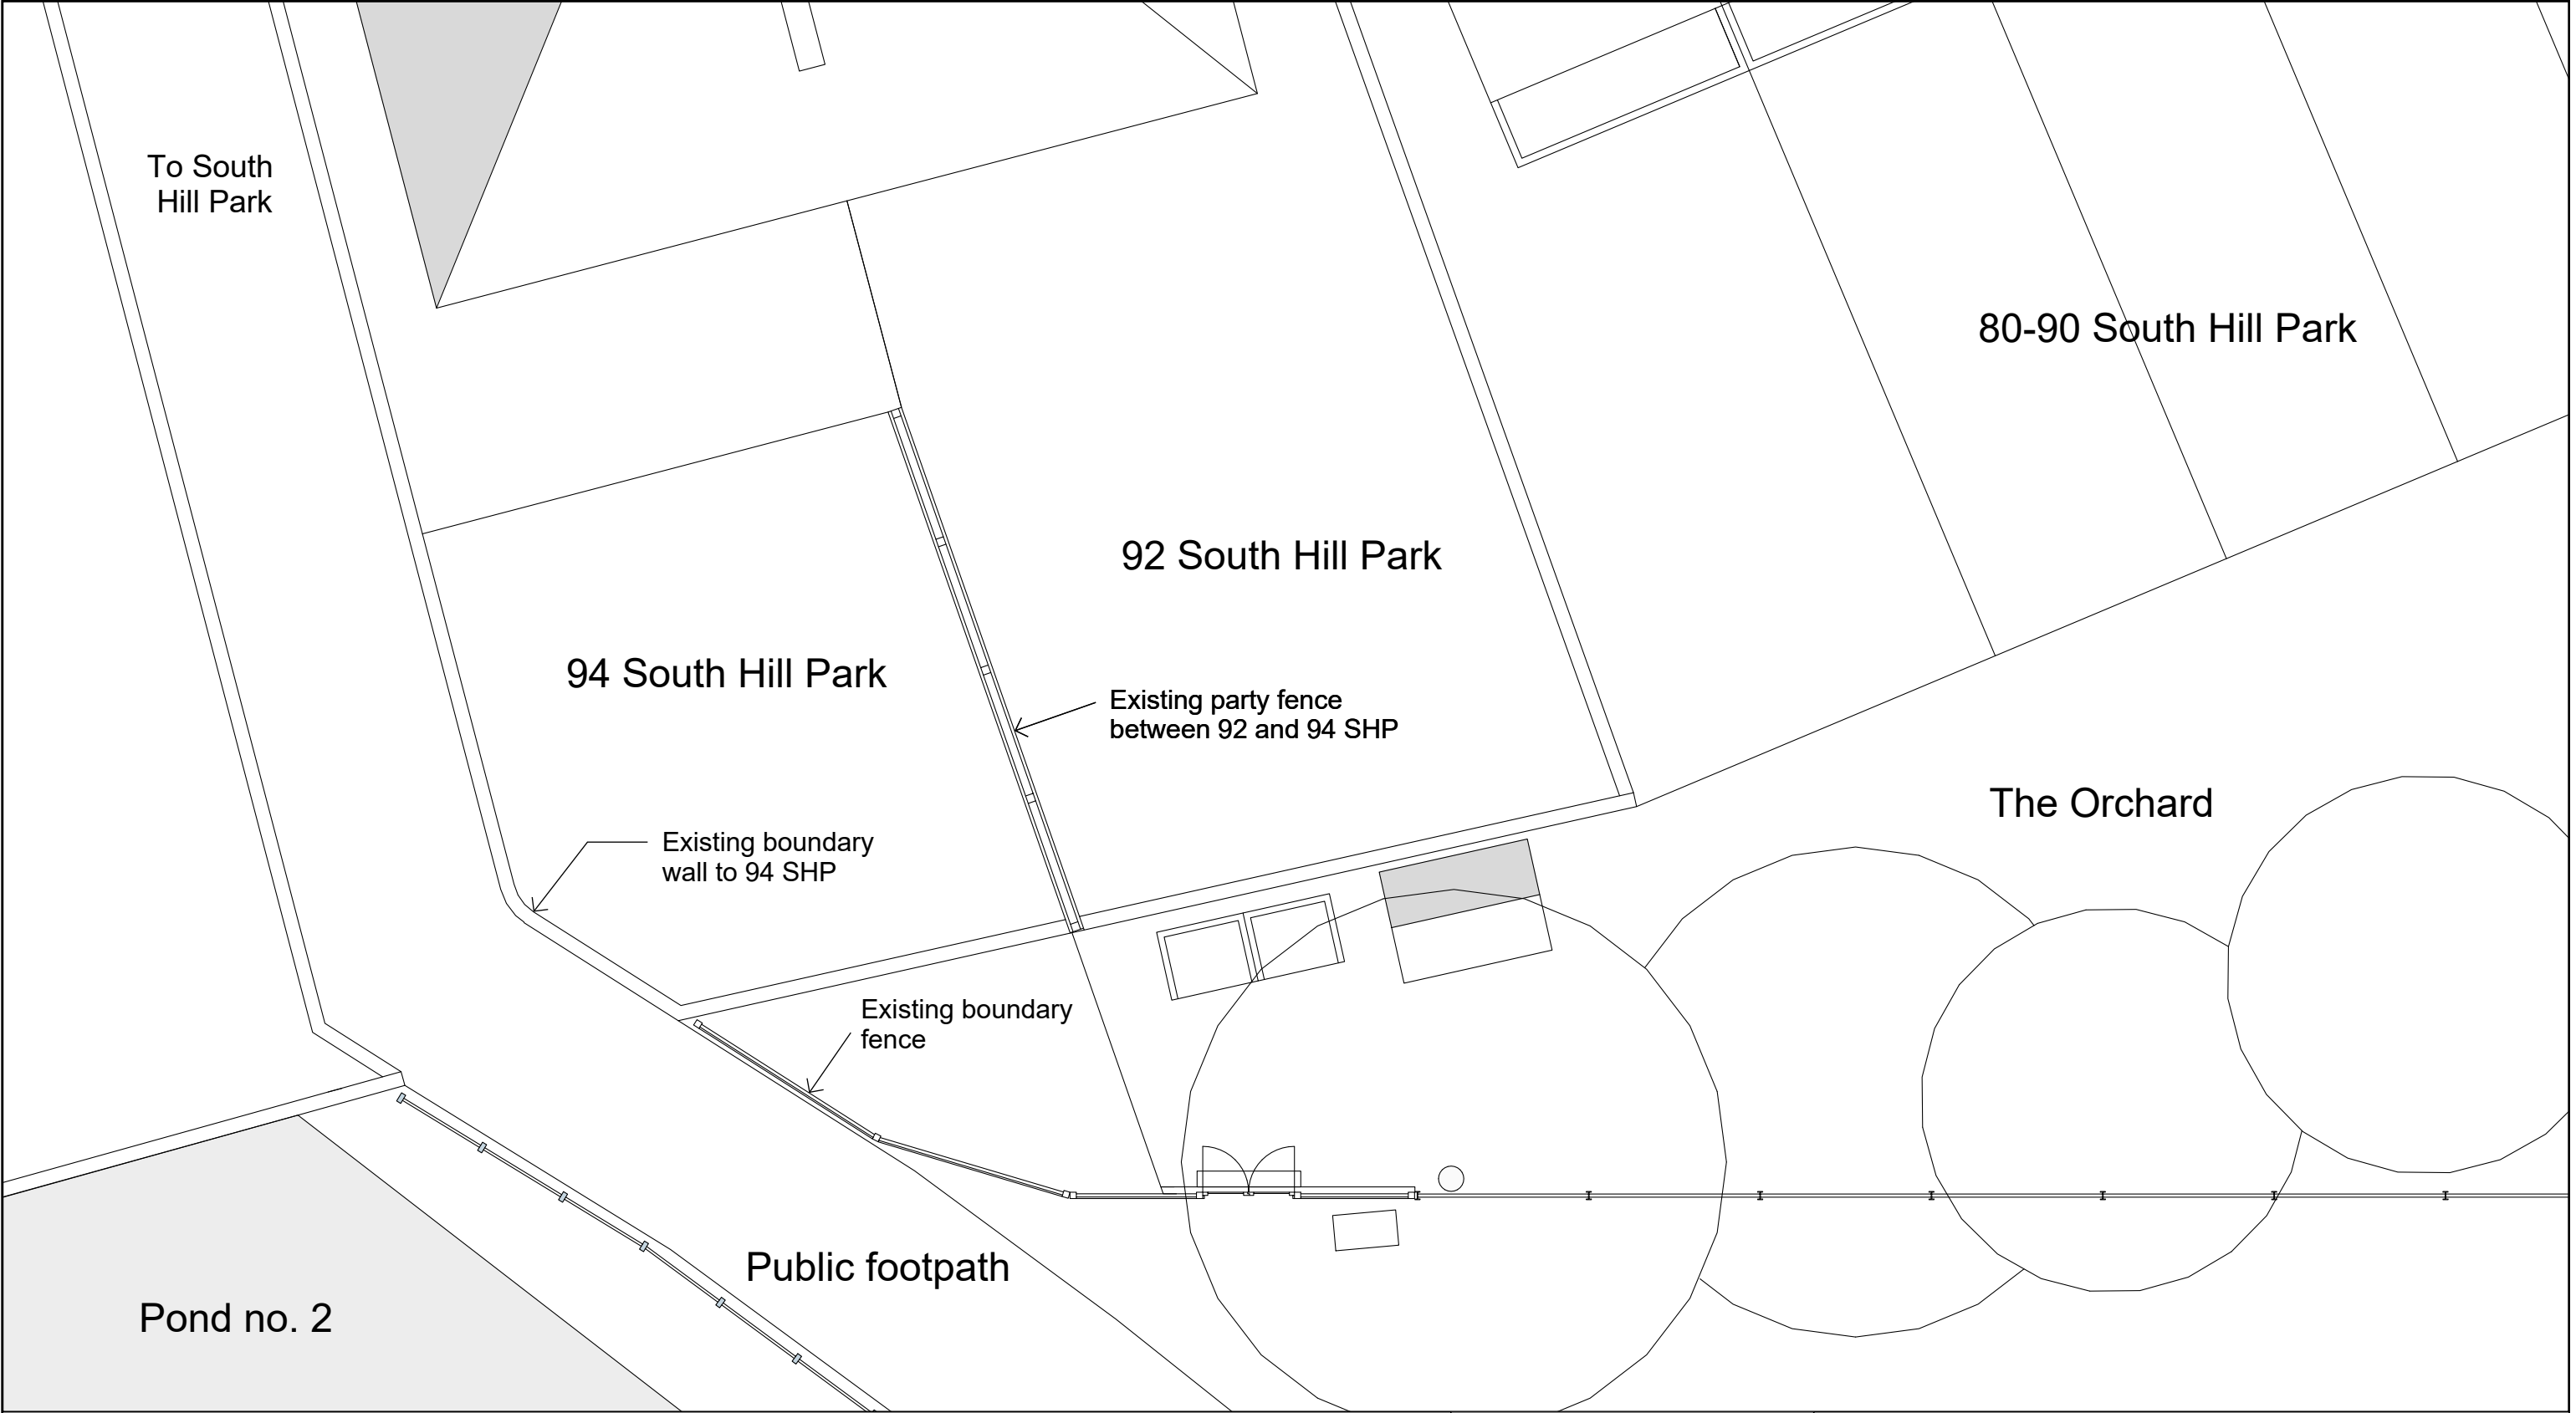 To South
Hill Park
80-90 South Hill Park
92 South Hill Park
94 South Hill Park
Existing party fence
between 92 and 94 SHP
The Orchard
Existing boundary
wall to 94 SHP
Existing boundary
fence
Public footpath
Pond no. 2